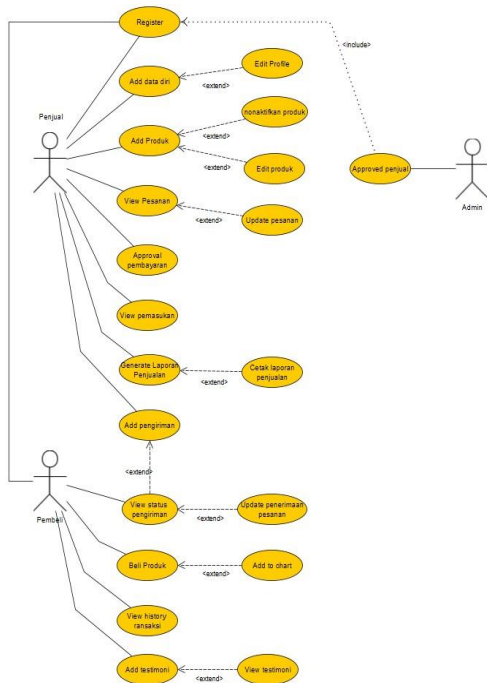 Register
<include>
Add data diri
<extend>
Edit Profile
Penjual
Add Produk
<extend>
nonaktifkan produk
<extend>
Edit produk
Approved penjual
Admin
View Pesanan
<extend>
Update pesanan
Approval
pembayaran
View pemasukan
Generate Laporan
Penjualan
<extend>
Cetak laporan
penjualan
Add pengiriman
<extend>
Pembeli
View status
pengiriman
<extend>
Update penerimaan
pesanan
Beli Produk
<extend>
Add to chart
View history
ransaksi
Add testimoni
<extend>
View testimoni